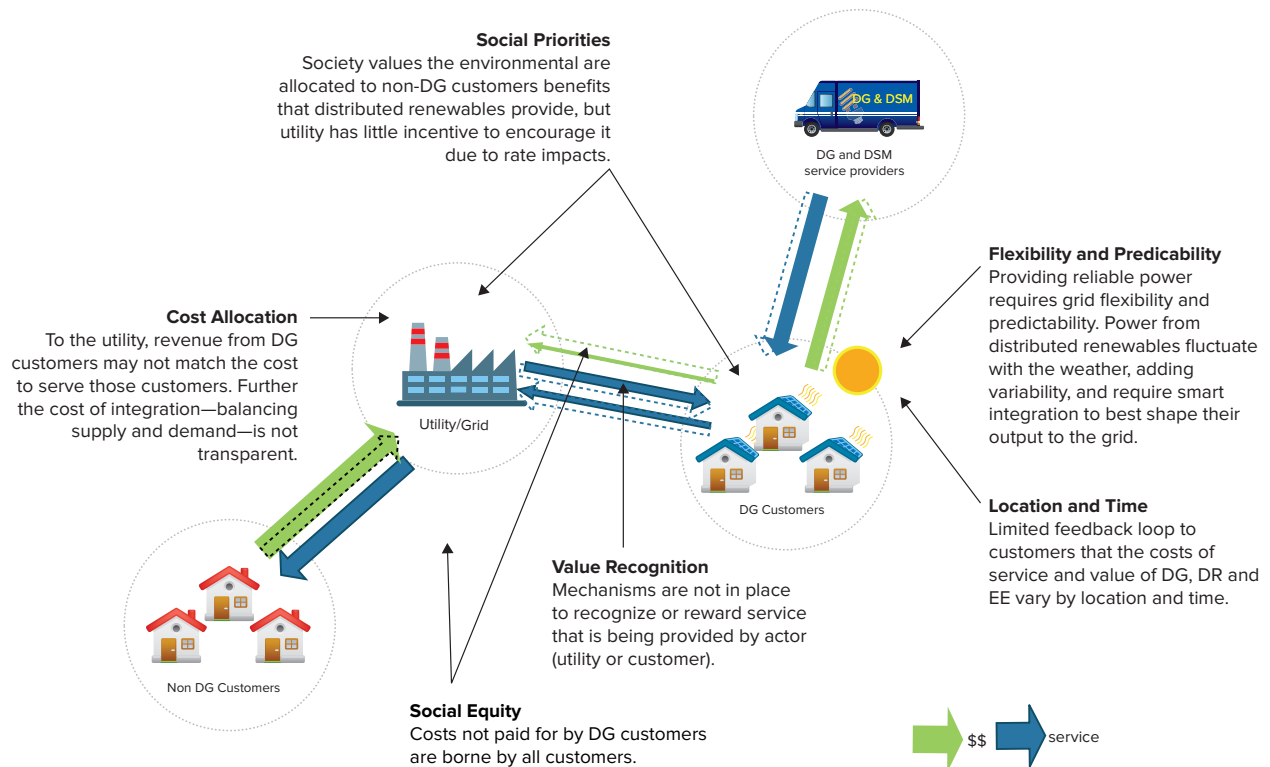 Social Priorities
Society values the environmental are
allocated to non-DG customers benefits
that distributed renewables provide, but
utility has little incentive to encourage it
due to rate impacts.
DG & DSM
DG and DSM
service providers
Flexibility and Predicability
Providing reliable power
requires grid flexibility and
predictability. Power from
distributed renewables fluctuate
with the weather, adding
variability, and require smart
integration to best shape their
output to the grid.
Cost Allocation
To the utility, revenue from DG
customers may not match the cost
to serve those customers. Further
the cost of integration—balancing
supply and demand—is not
transparent.
Utility/Grid
DG Customers
Location and Time
Limited feedback loop to
customers that the costs of
service and value of DG, DR and
EE vary by location and time.
Value Recognition
Mechanisms are not in place
to recognize or reward service
that is being provided by actor
(utility or customer).
Non DG Customers
Social Equity
Costs not paid for by DG customers
are borne by all customers.
$$
service